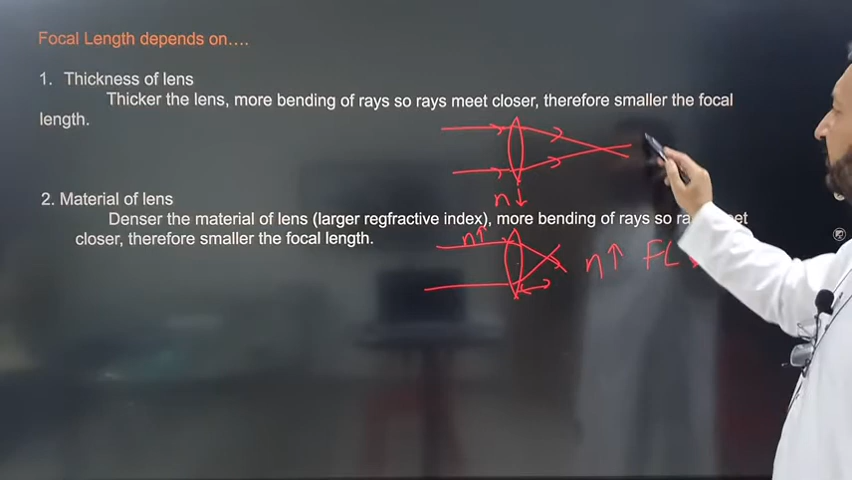 Focal Length depends on….
1. Thickness of lens
Thicker the lens, more bending of rays so rays meet closer, therefore smaller the focal
length.
n↓
2. Material of lens
Denser the material of lens (larger regfractive index), more bending of rays so
closer, therefore smaller the focal length.
n↑
n↑ FL